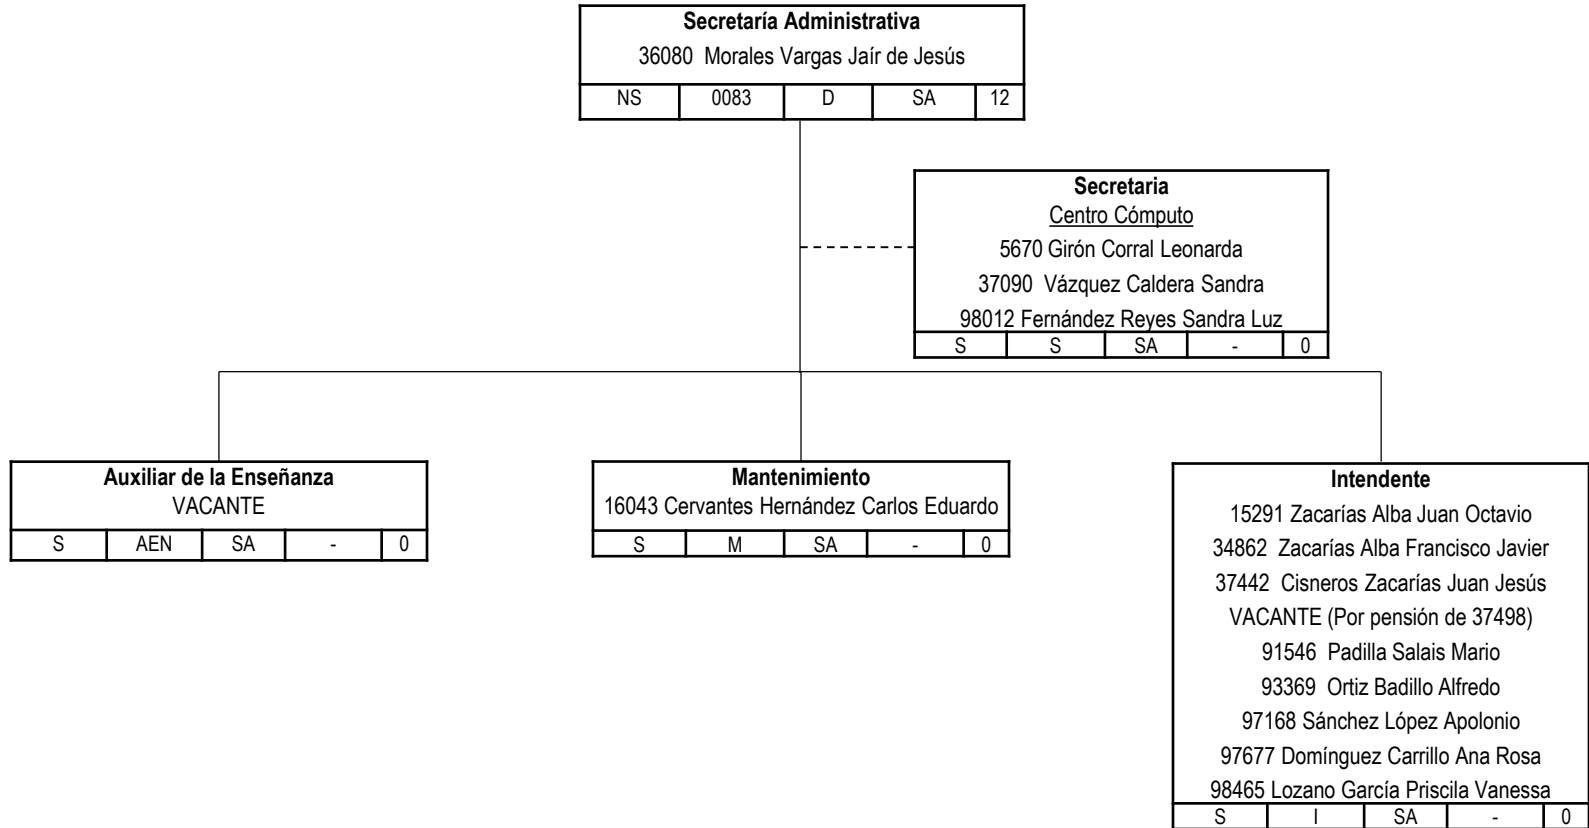 Secretaría Administrativa
36080 Morales Vargas Jaír de Jesús
NS 0083 D SA 12
Secretaria
Centro Cómputo
5670 Girón Corral Leonarda
37090 Vázquez Caldera Sandra
98012 Fernández Reyes Sandra Luz
S S SA - 0
Auxiliar de la Enseñanza
VACANTE
S AEN SA - 0
Mantenimiento
16043 Cervantes Hernández Carlos Eduardo
S M SA - 0
Intendente
15291 Zacarías Alba Juan Octavio
34862 Zacarías Alba Francisco Javier
37442 Cisneros Zacarías Juan Jesús
VACANTE (Por pensión de 37498)
91546 Padilla Salais Mario
93369 Ortiz Badillo Alfredo
97168 Sánchez López Apolonio
97677 Domínguez Carrillo Ana Rosa
98465 Lozano García Priscila Vanessa
S I SA - 0